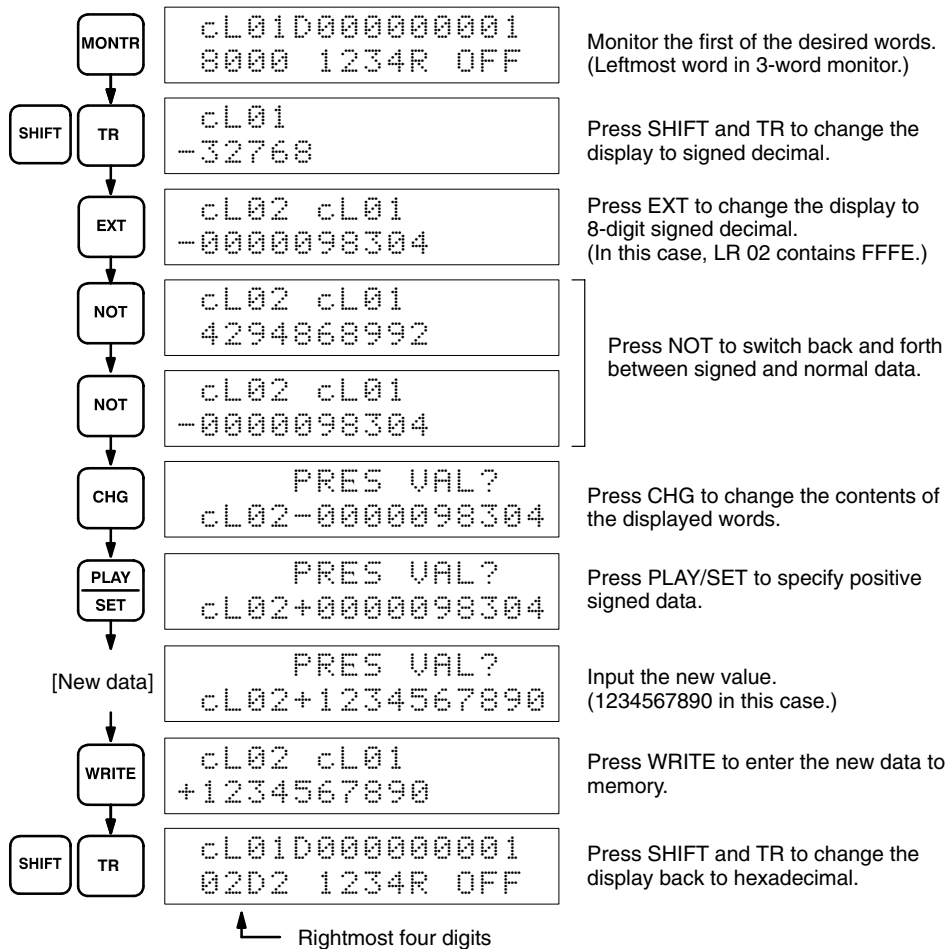 MONTR
cL01D000000001
8000 1234R OFF
Monitor the first of the desired words.
(Leftmost word in 3-word monitor.)
SHIFT
TR
cL01
-32768
Press SHIFT and TR to change the
display to signed decimal.
EXT
cL02 cL01
-0000098304
Press EXT to change the display to
8-digit signed decimal.
(In this case, LR 02 contains FFFE.)
NOT
cL02 cL01
4294868992
Press NOT to switch back and forth
between signed and normal data.
NOT
cL02 cL01
-0000098304
CHG
PRES VAL?
cL02-0000098304
Press CHG to change the contents of
the displayed words.
PLAY
SET
PRES VAL?
cL02+0000098304
Press PLAY/SET to specify positive
signed data.
[New data]
PRES VAL?
cL02+1234567890
Input the new value.
(1234567890 in this case.)
WRITE
cL02 cL01
+1234567890
Press WRITE to enter the new data to
memory.
SHIFT
TR
cL01D000000001
02D2 1234R OFF
Press SHIFT and TR to change the
display back to hexadecimal.
Rightmost four digits